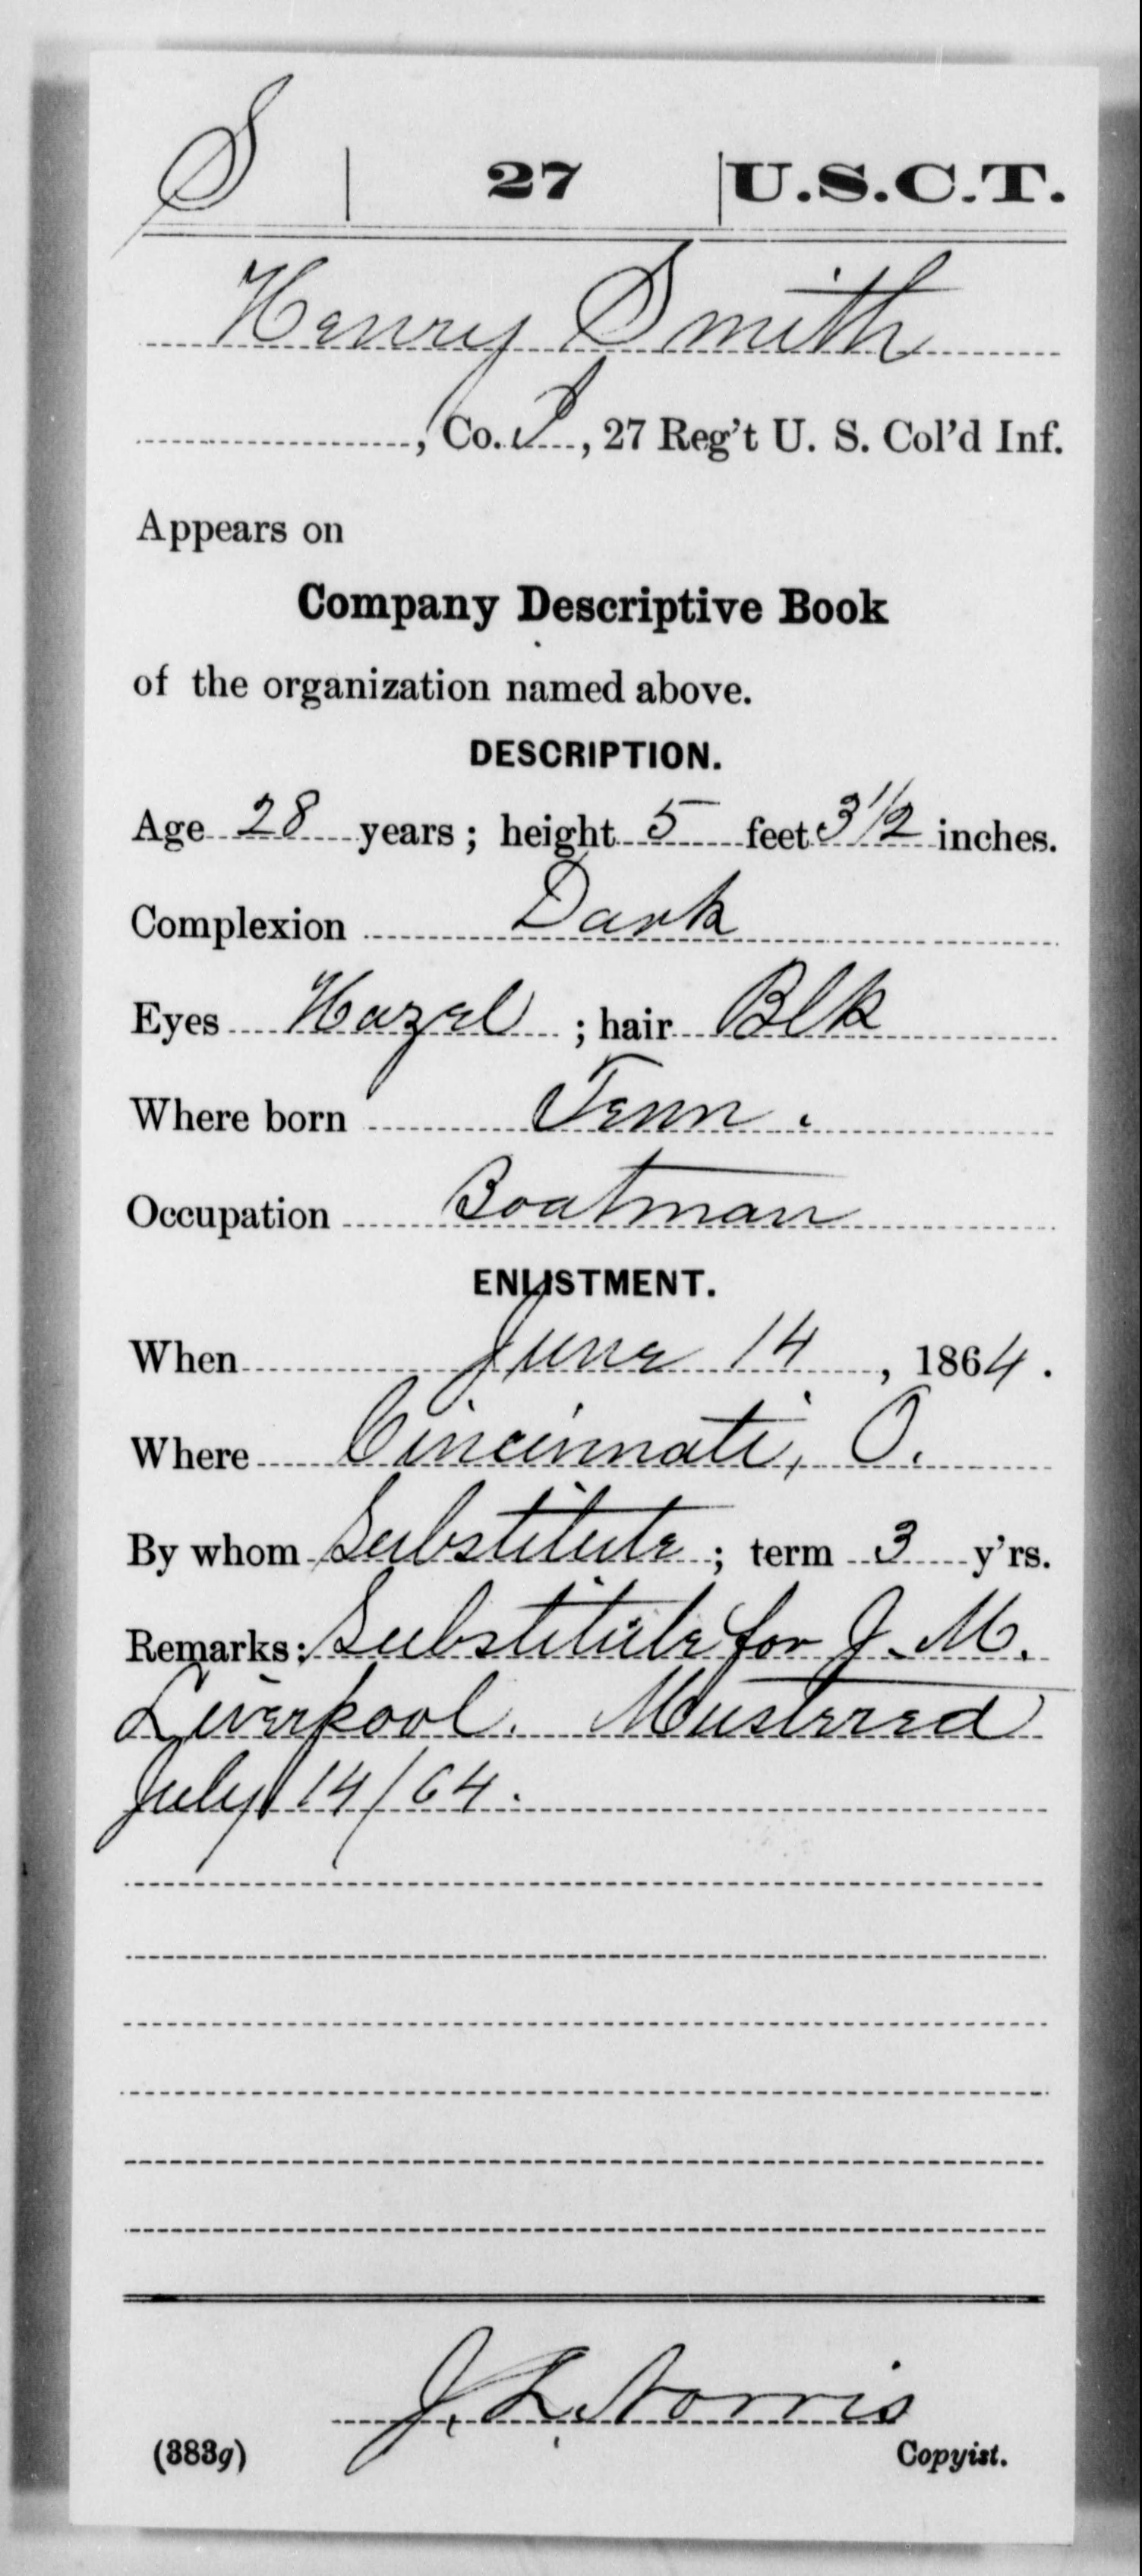 S | 27 | U.S.C.T.
Henry Smith
, Co. I, 27 Reg't U. S. Col'd Inf.
Appears on
Company Descriptive Book
of the organization named above.
DESCRIPTION.
Age 28 years; height 5 feet 3 1/2 inches.
Complexion Dark
Eyes Hazel; hair Blk
Where born Tenn.
Occupation Boatman
ENLISTMENT.
When June 14, 1864.
Where Cincinnati, O.
By whom Substitute; term 3 y'rs.
Remarks: Substitute for J. M.
Liverpool. Mustered
July 14/64.
J. L. Norris
(383g) Copyist.